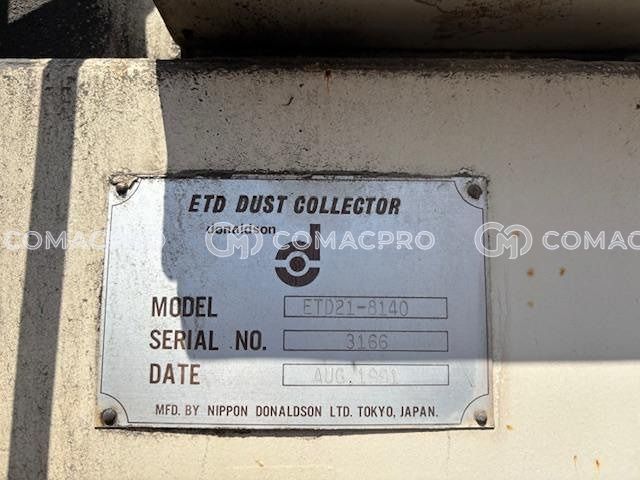 ETD DUST COLLECTOR
donaldson
COMACPRO COMACPRO COMAC
MODEL ETD21-8140
SERIAL NO. 3166
DATE AUG.1991
MFD. BY NIPPON DONALDSON LTD. TOKYO, JAPAN.